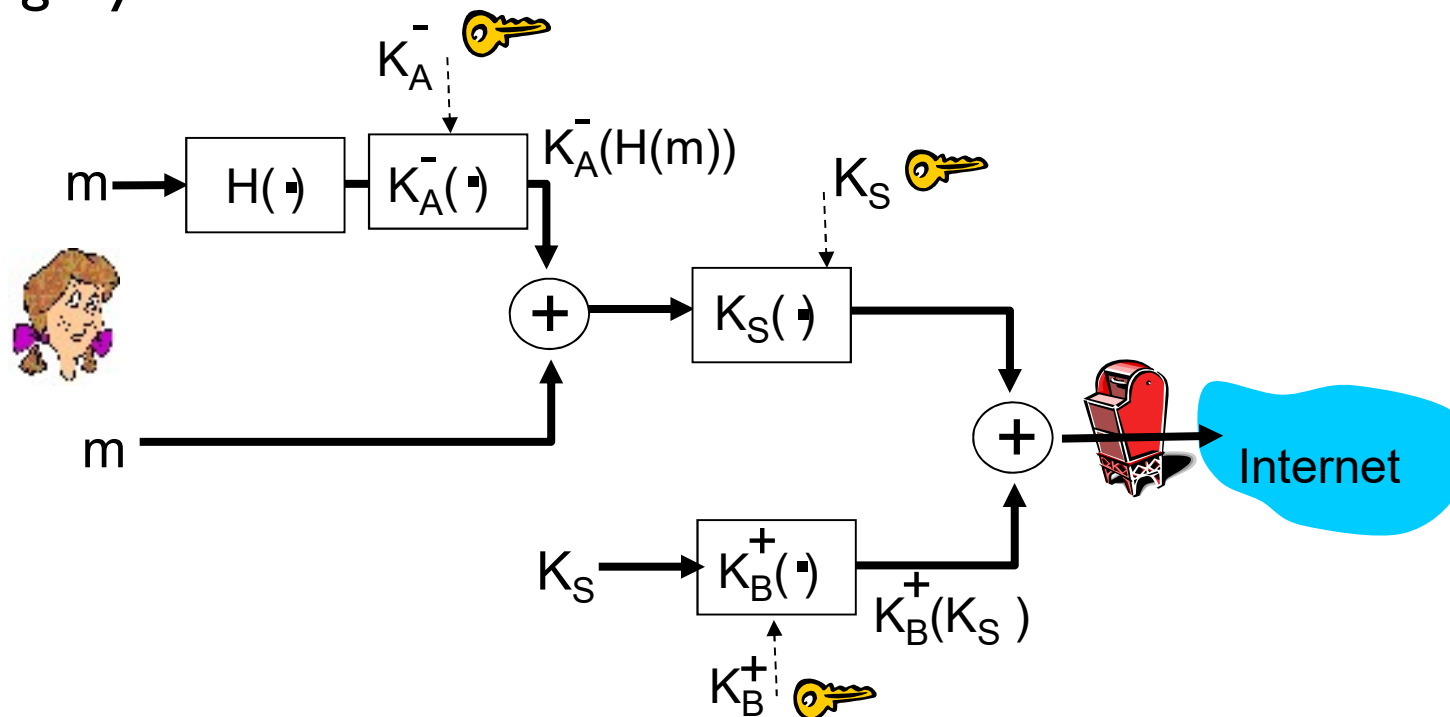 K_A^-
K_A^-(H(m))
m
H(·)
K_A^-(·)
K_S
+
K_S(·)
m
+
Internet
K_S
K_B^+(·)
K_B^+(K_S )
K_B^+